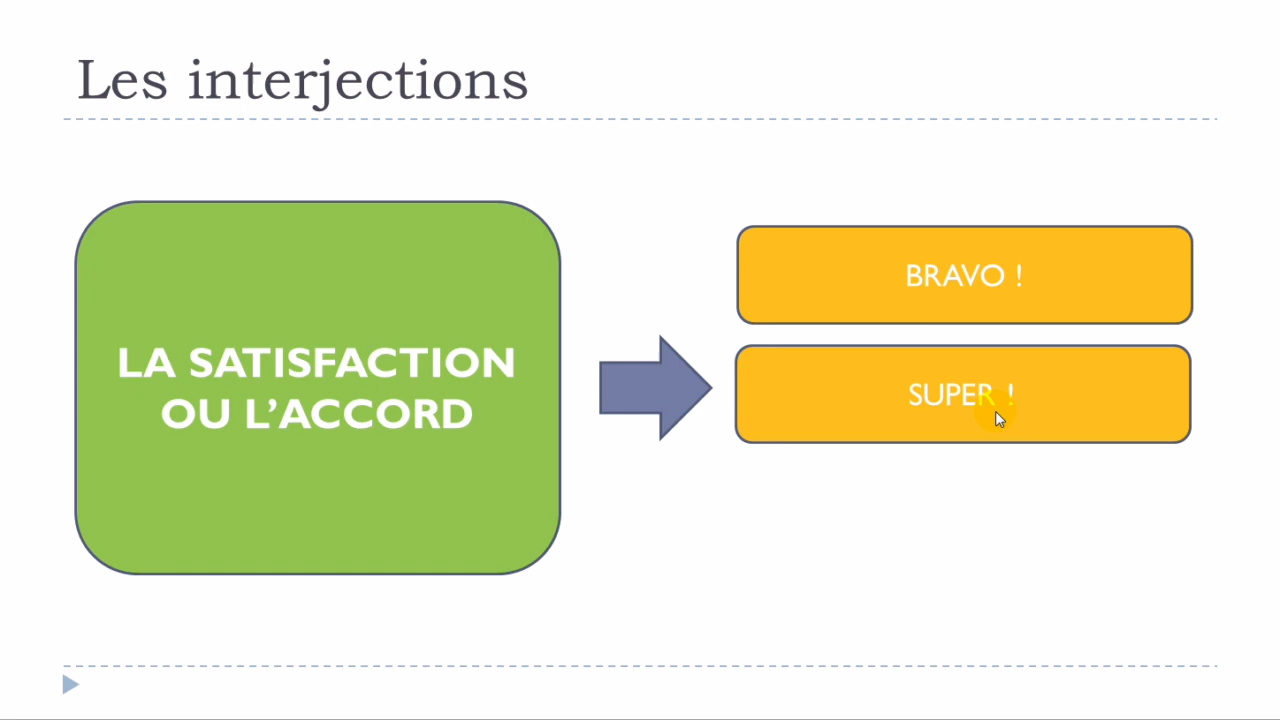 Les interjections
LA SATISFACTION
OU L’ACCORD
BRAVO !
SUPER !